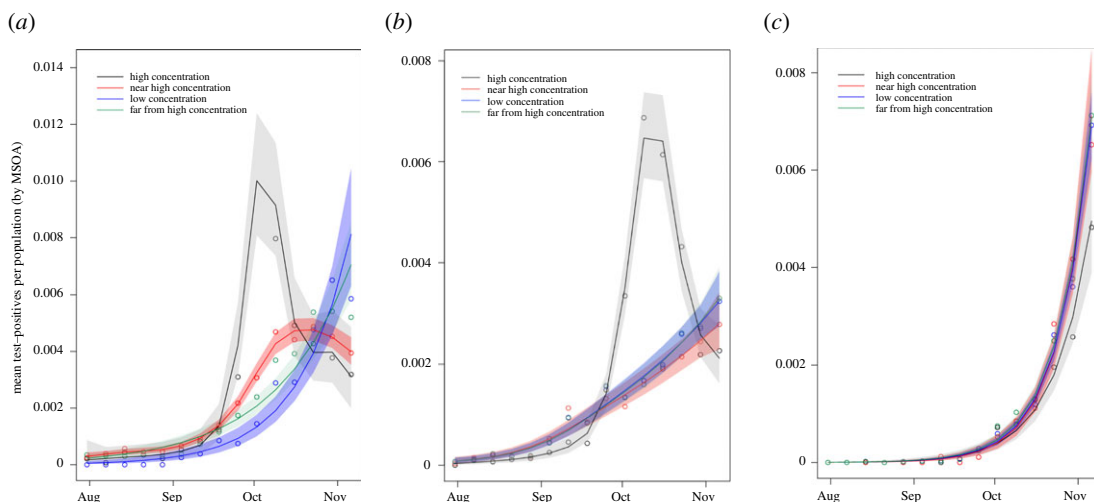 (a)
mean test–positives per population (by MSOA)
0.014
0.012
0.010
0.008
0.006
0.004
0.002
0
high concentration
near high concentration
low concentration
far from high concentration
Aug Sep Oct Nov
(b)
0.008
0.006
0.004
0.002
0
high concentration
near high concentration
low concentration
far from high concentration
Aug Sep Oct Nov
(c)
0.008
0.006
0.004
0.002
0
high concentration
near high concentration
low concentration
far from high concentration
Aug Sep Oct Nov